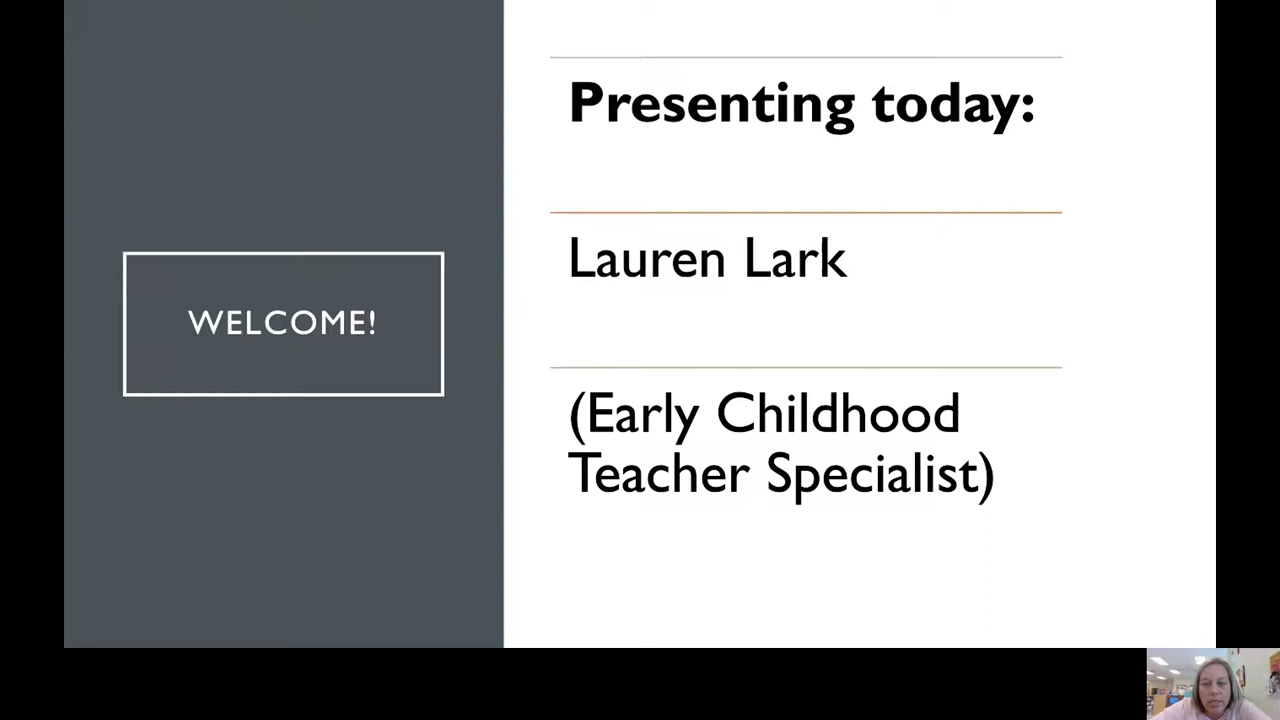 WELCOME!
Presenting today:
Lauren Lark
(Early Childhood
Teacher Specialist)